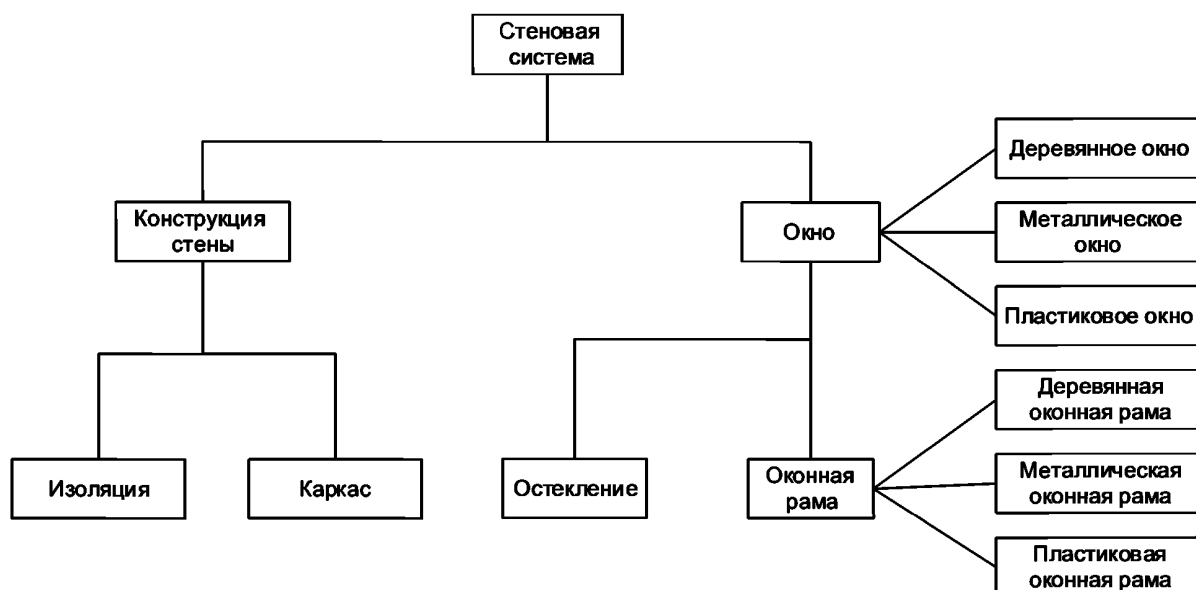 Стеновая
система
Деревянное окно
Конструкция
стены
Окно
Металлическое
окно
Пластиковое окно
Деревянная
оконная рама
Изоляция
Каркас
Остекление
Оконная
рама
Металлическая
оконная рама
Пластиковая
оконная рама